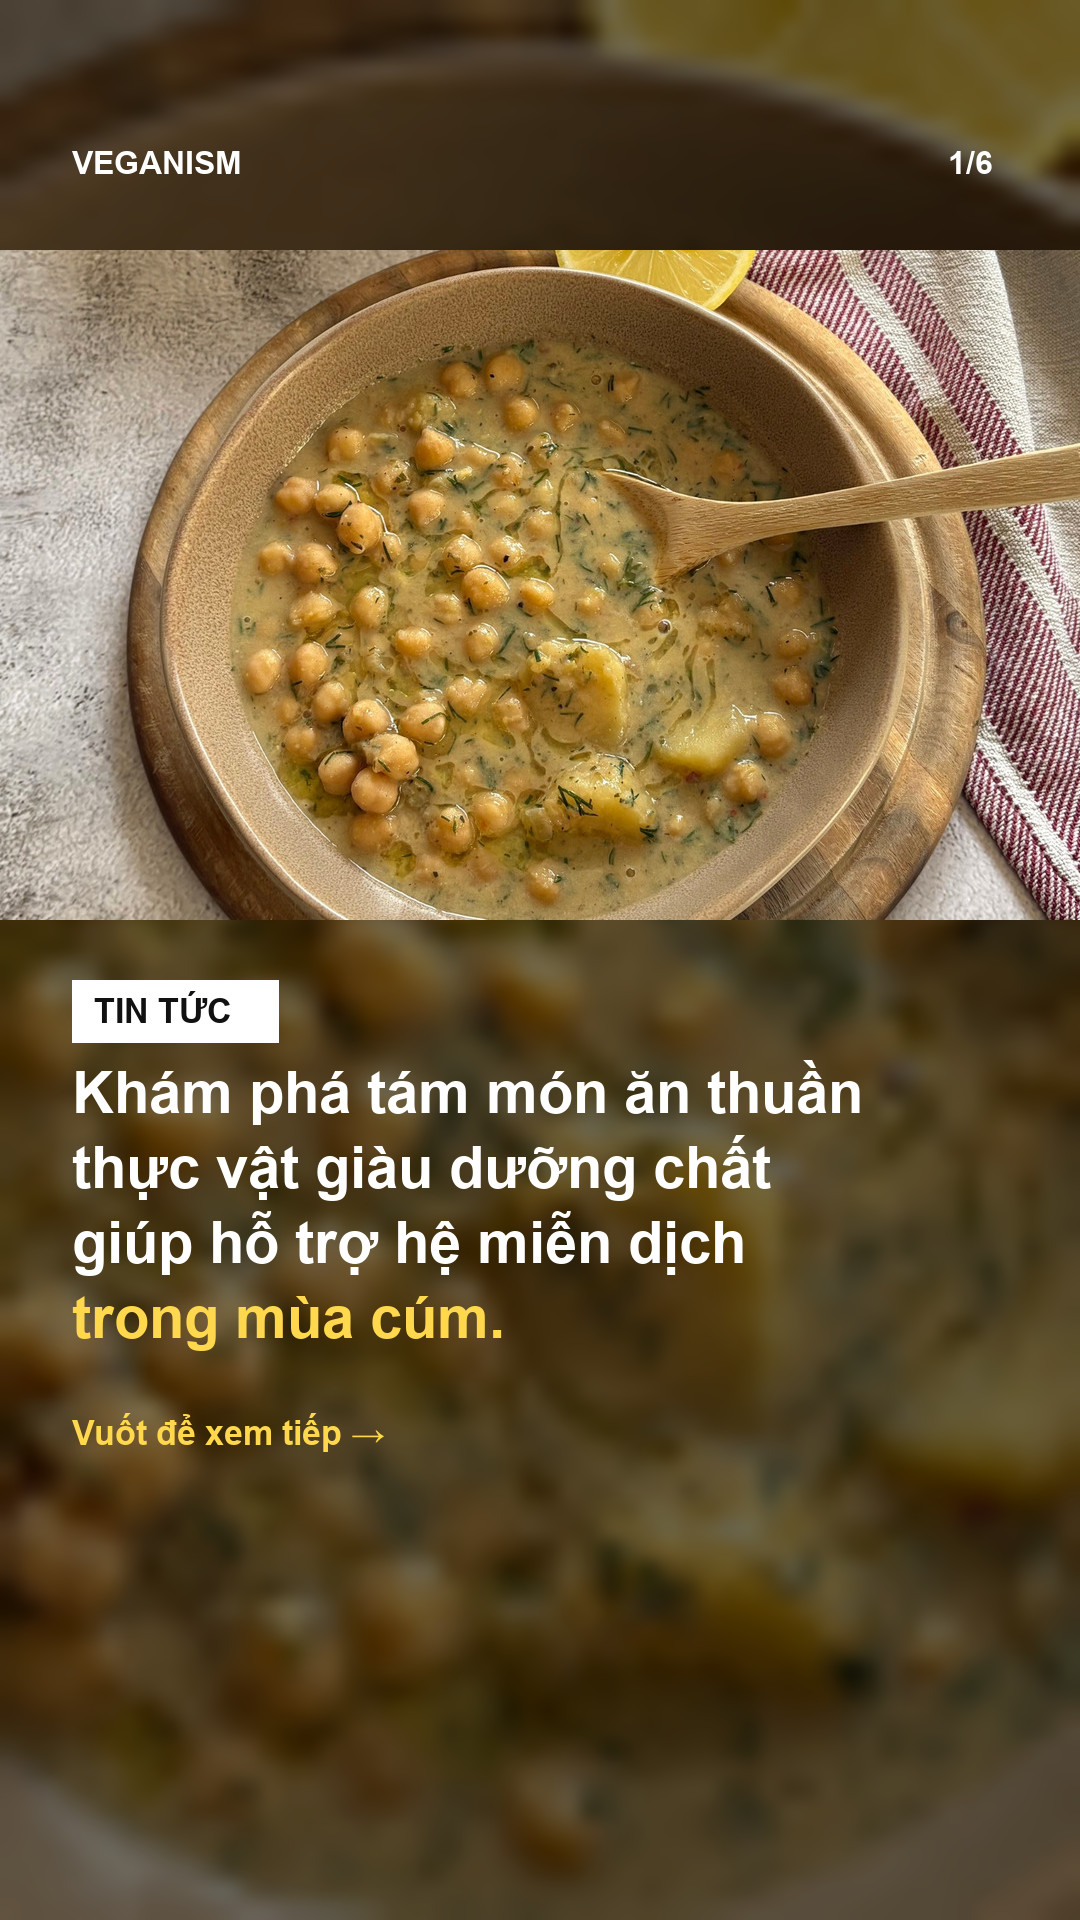 VEGANISM
1/6
TIN TỨC
Khám phá tám món ăn thuần
thực vật giàu dưỡng chất
giúp hỗ trợ hệ miễn dịch
trong mùa cúm.
Vuốt để xem tiếp →